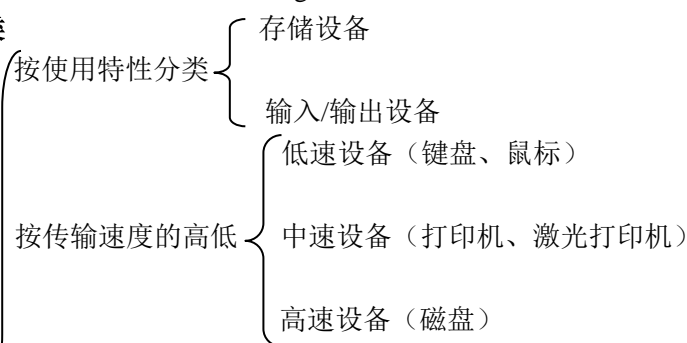 存储设备
按使用特性分类
输入/输出设备
低速设备（键盘、鼠标）
按传输速度的高低
中速设备（打印机、激光打印机）
高速设备（磁盘）